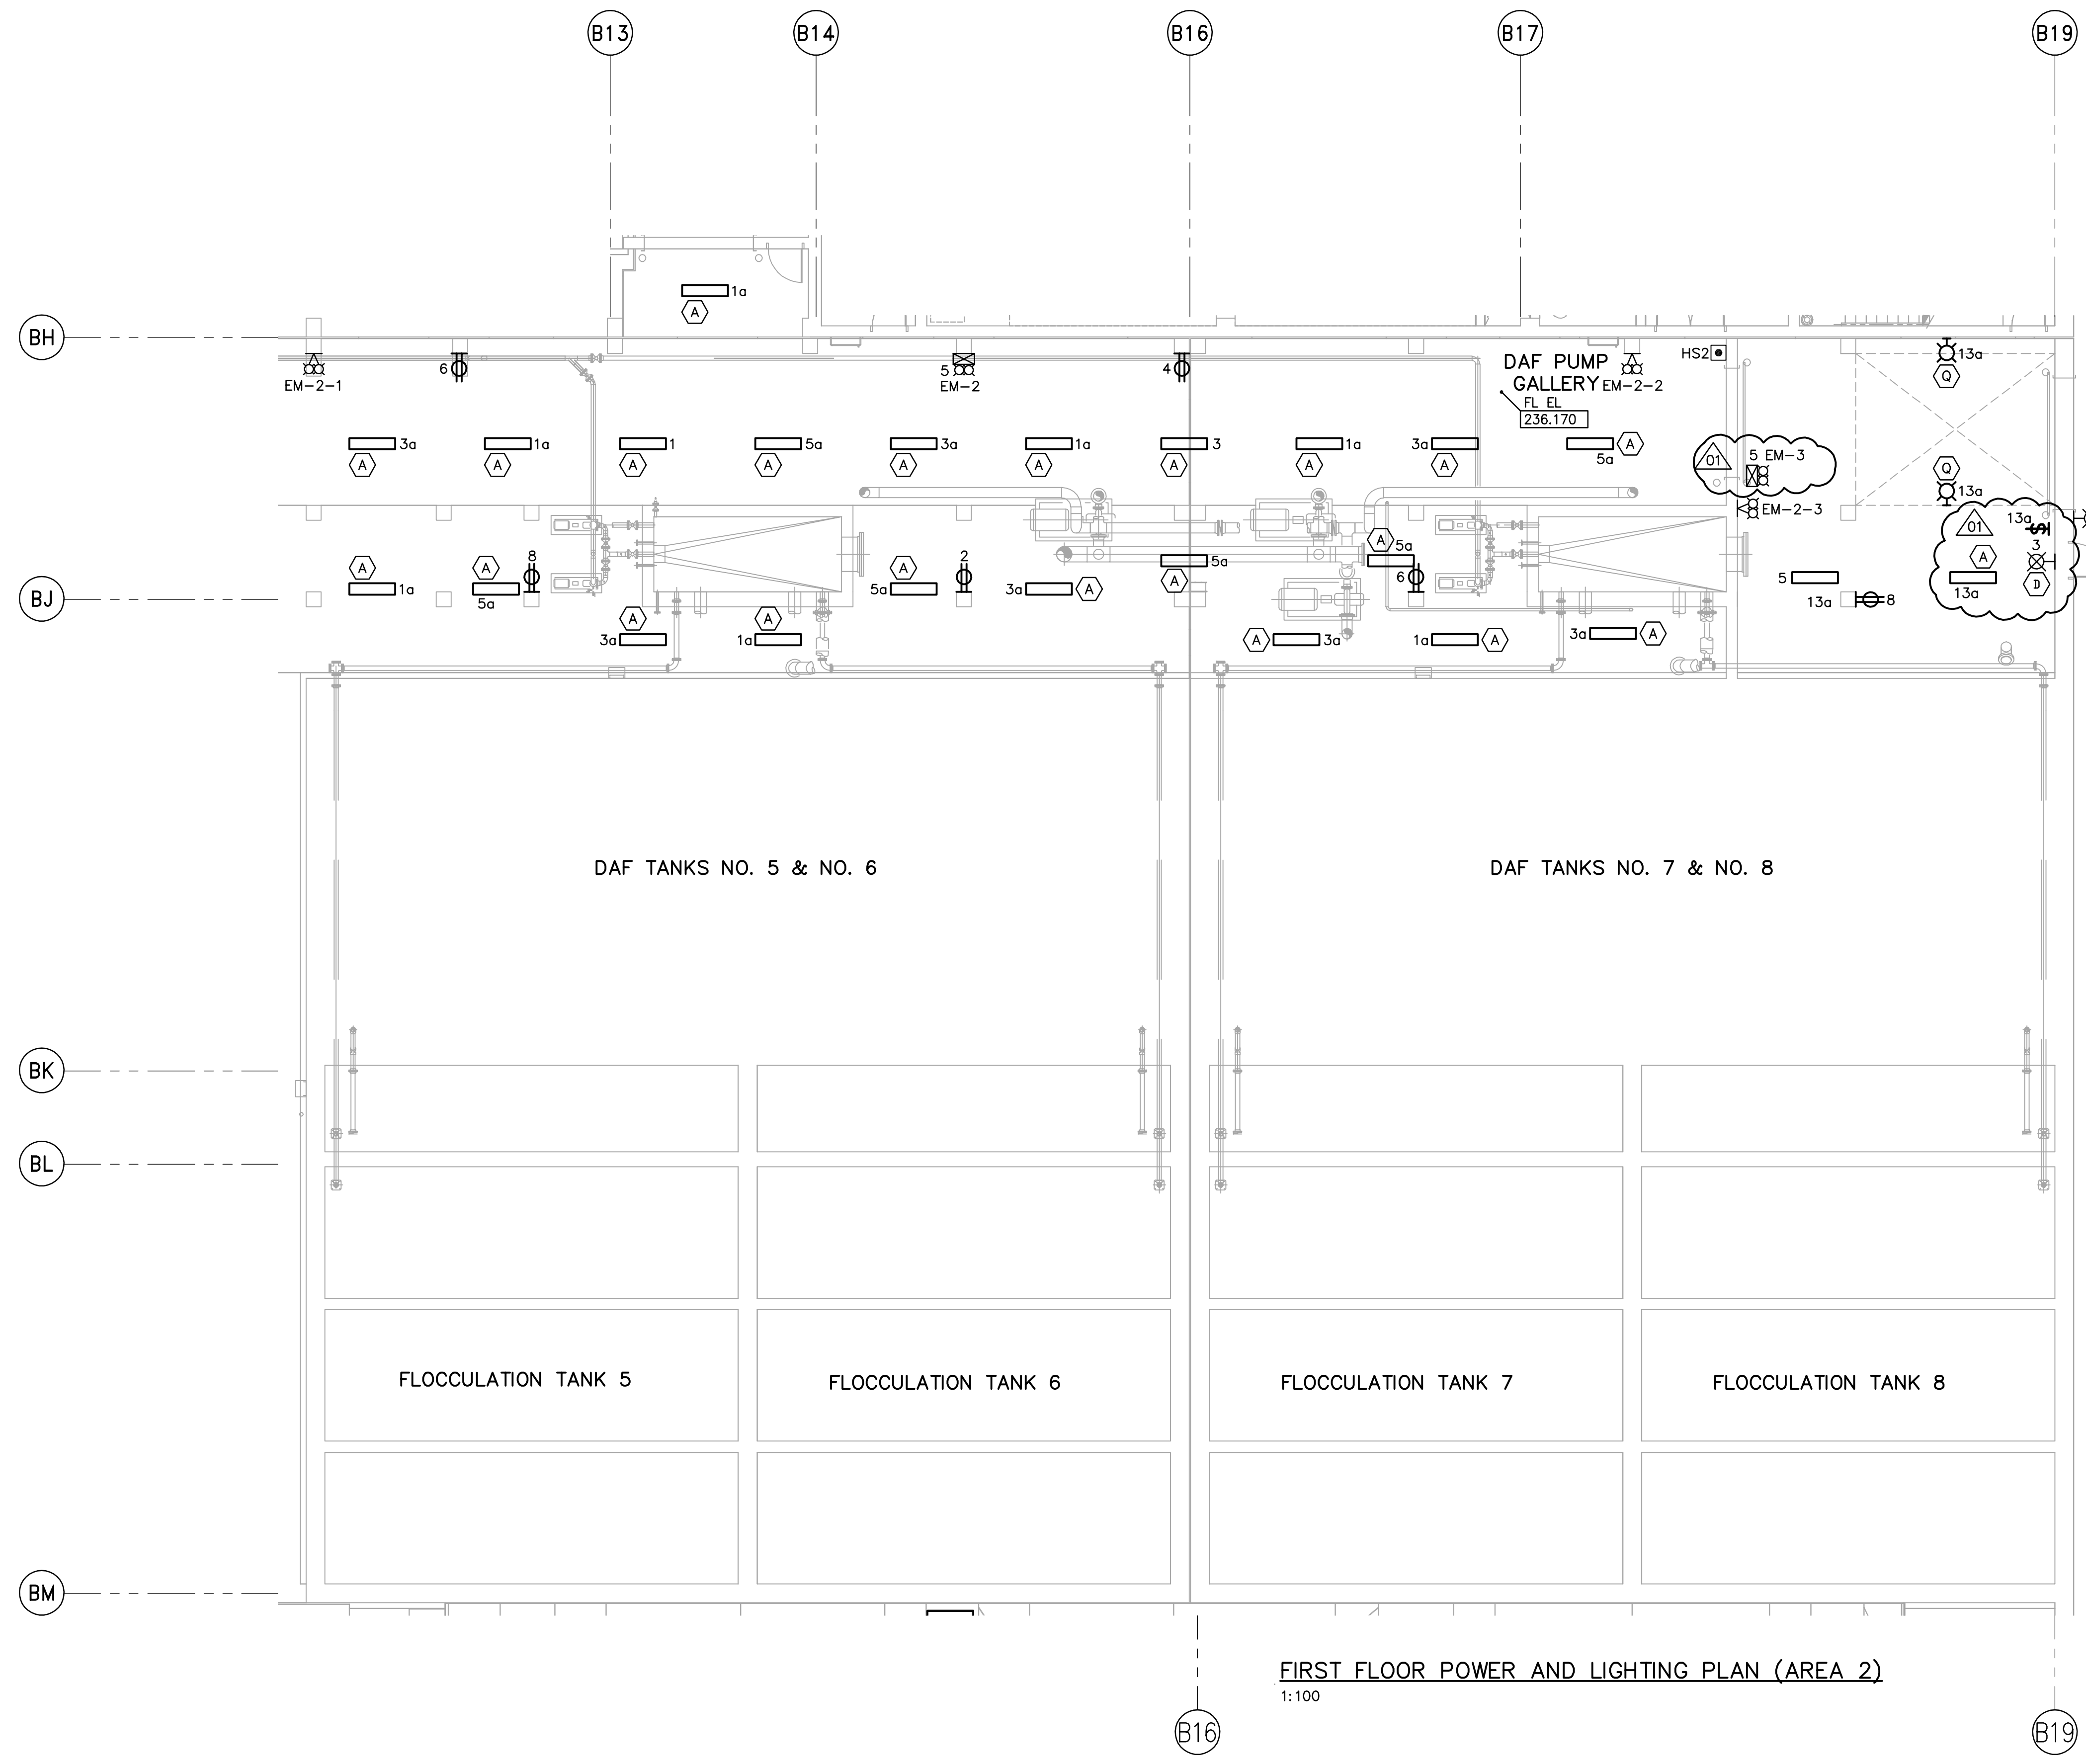 B13
B14
B16
B17
B19
1a
A
BH
EM-2-1
6
5
EM-2
4
DAF PUMP
GALLERY
FL EL
236.170
EM-2-2
HS2
13a
Q
3a
1a
1
5a
3a
1a
3
1a
3a
5a
A
A
A
A
A
A
A
A
A
A
01
5 EM-3
Q
13a
EM-2-3
01
13a
$
3
A
D
13a
BJ
A
1a
A
5a
8
5a
A
2
3a
A
5a
A
A
5a
6
5
13a
8
A
3a
A
1a
A
3a
1a
A
3a
A
DAF TANKS NO. 5 & NO. 6
DAF TANKS NO. 7 & NO. 8
BK
BL
FLOCCULATION TANK 5
FLOCCULATION TANK 6
FLOCCULATION TANK 7
FLOCCULATION TANK 8
BM
FIRST FLOOR POWER AND LIGHTING PLAN (AREA 2)
1:100
B16
B19